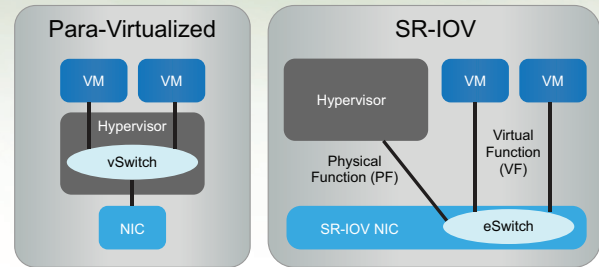 Para-Virtualized
VM
VM
Hypervisor
vSwitch
NIC
SR-IOV
Hypervisor
VM
VM
Physical
Function (PF)
Virtual
Function
(VF)
SR-IOV NIC
eSwitch